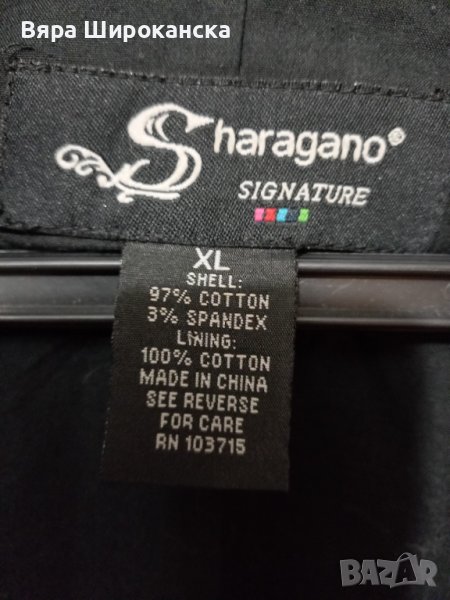 Вяра Широканска
Sharagano®
SIGNATURE
XL
SHELL:
97% COTTON
3% SPANDEX
LINING:
100% COTTON
MADE IN CHINA
SEE REVERSE
FOR CARE
RN 103715
BAZAR